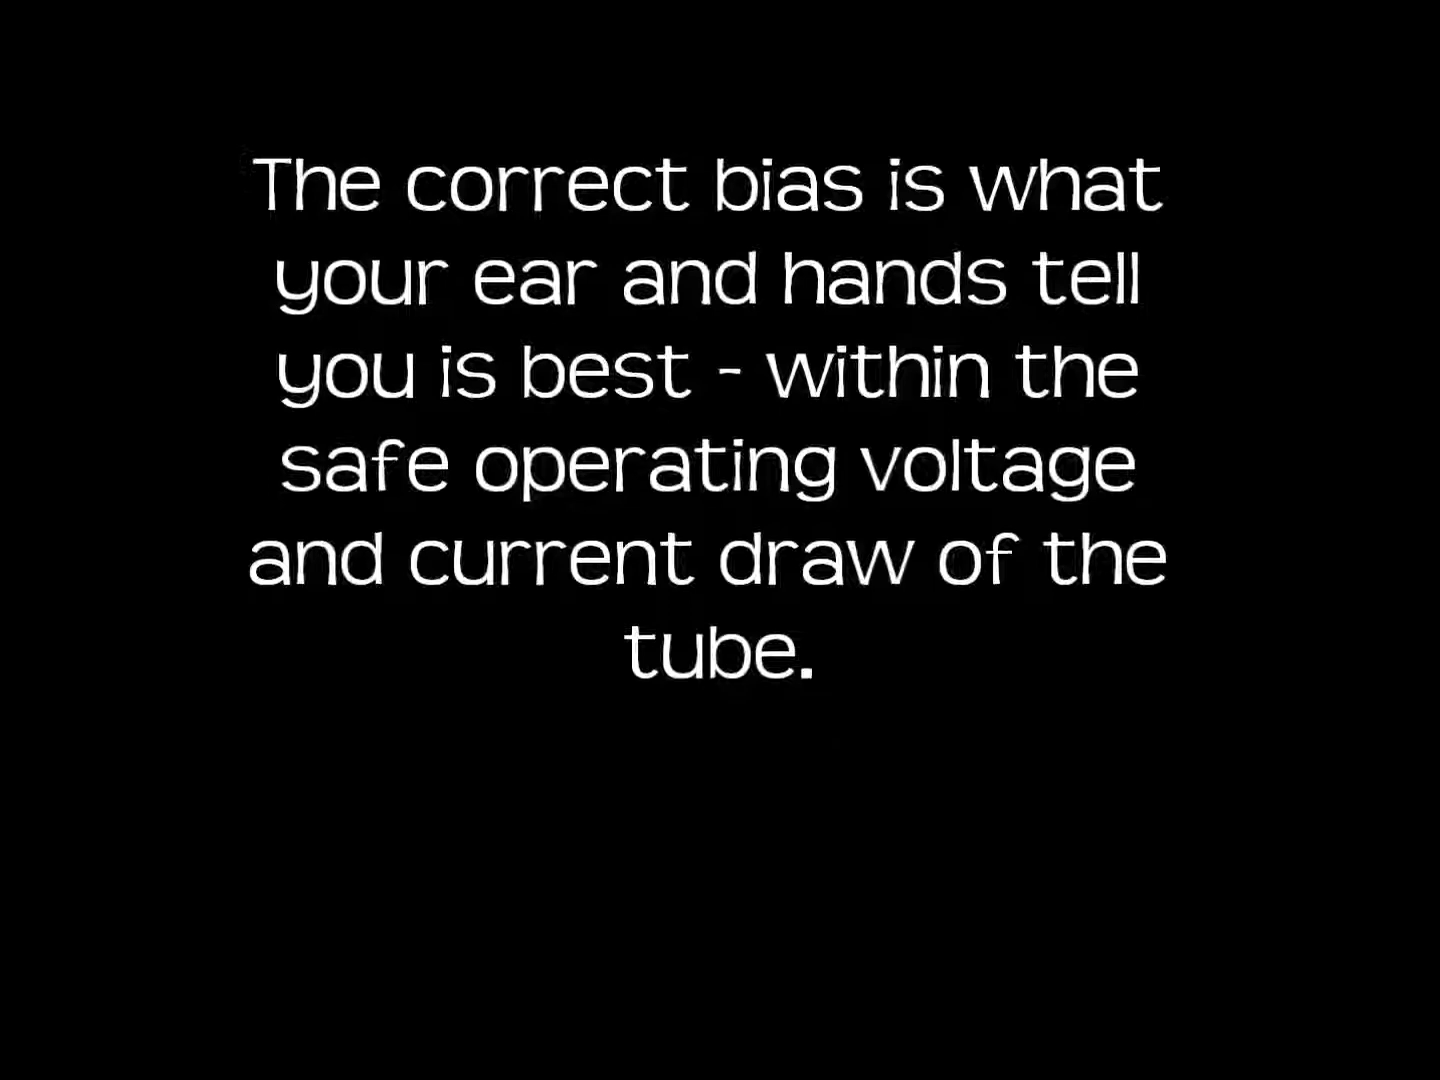 The correct bias is what
your ear and hands tell
you is best - within the
safe operating voltage
and current draw of the
tube.